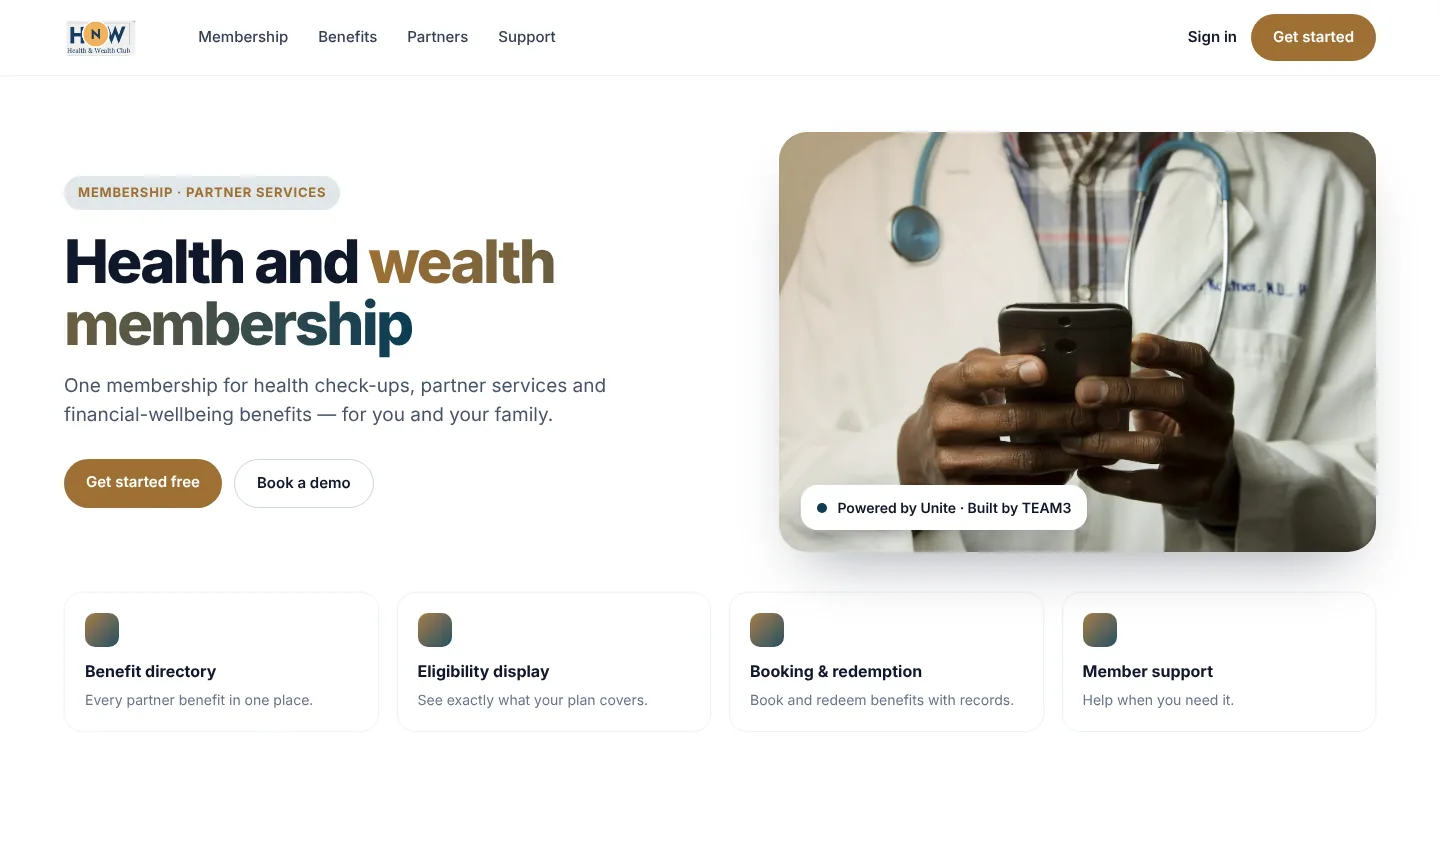 HNW
Health & Wealth Club
Membership
Benefits
Partners
Support
Sign in
Get started
MEMBERSHIP · PARTNER SERVICES
Health and wealth
membership
One membership for health check-ups, partner services and
financial-wellbeing benefits — for you and your family.
Get started free
Book a demo
M.D.
Powered by Unite · Built by TEAM3
Benefit directory
Every partner benefit in one place.
Eligibility display
See exactly what your plan covers.
Booking & redemption
Book and redeem benefits with records.
Member support
Help when you need it.